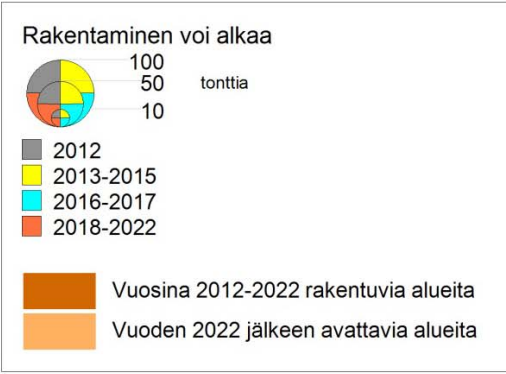 Rakentaminen voi alkaa
100
50 tonttia
10
2012
2013-2015
2016-2017
2018-2022
Vuosina 2012-2022 rakentuvia alueita
Vuoden 2022 jälkeen avattavia alueita